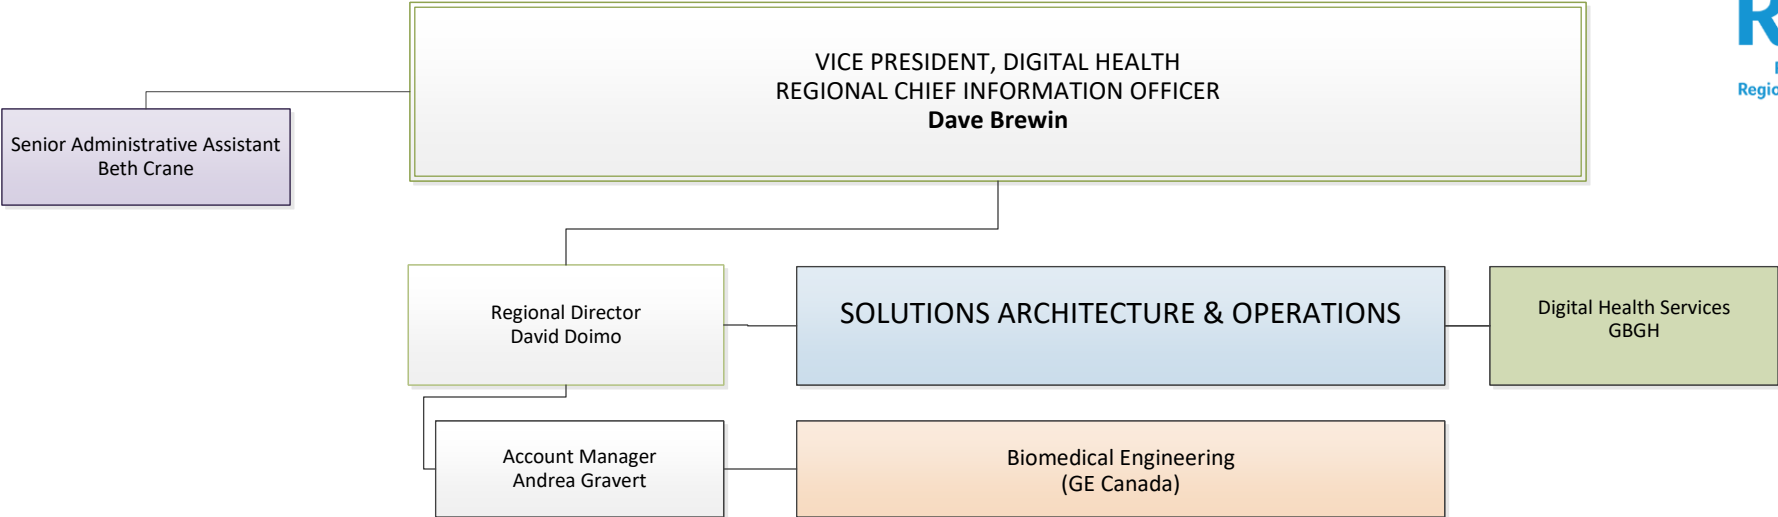 VICE PRESIDENT, DIGITAL HEALTH
REGIONAL CHIEF INFORMATION OFFICER
Dave Brewin
Senior Administrative Assistant
Beth Crane
Regional Director
David Doimo
SOLUTIONS ARCHITECTURE & OPERATIONS
Digital Health Services
GBGH
Account Manager
Andrea Gravert
Biomedical Engineering
(GE Canada)